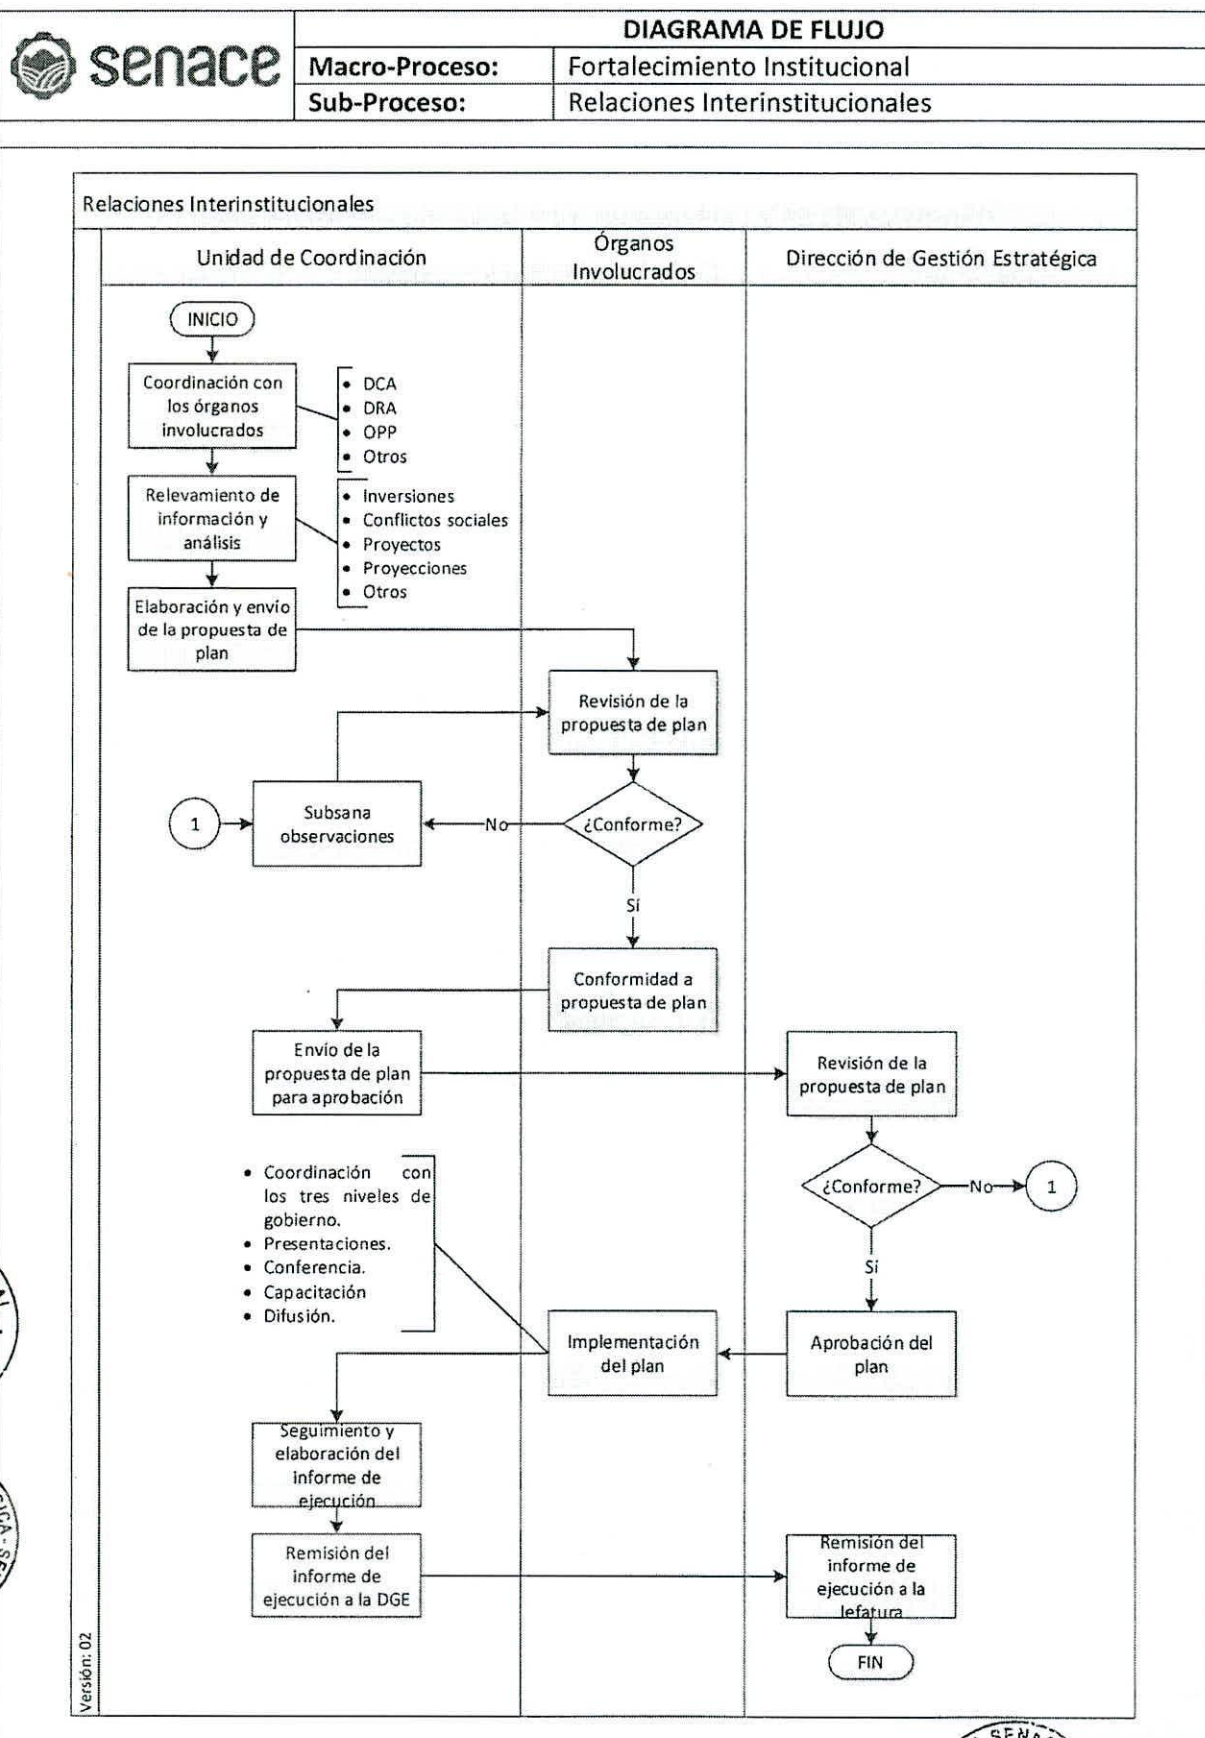 senace
DIAGRAMA DE FLUJO
Macro-Proceso: Fortalecimiento Institucional
Sub-Proceso: Relaciones Interinstitucionales
Relaciones Interinstitucionales
Unidad de Coordinación
Órganos
Involucrados
Dirección de Gestión Estratégica
INICIO
Coordinación con
los órganos
involucrados
• DCA
• DRA
• OPP
• Otros
Relevamiento de
información y
análisis
• Inversiones
• Conflictos sociales
• Proyectos
• Proyecciones
• Otros
Elaboración y envío
de la propuesta de
plan
Revisión de la
propuesta de plan
1
Subsana
observaciones
No
¿Conforme?
Sí
Conformidad a
propuesta de plan
Envío de la
propuesta de plan
para aprobación
Revisión de la
propuesta de plan
¿Conforme?
No
1
Sí
• Coordinación con
los tres niveles de
gobierno.
• Presentaciones.
• Conferencia.
• Capacitación
• Difusión.
Implementación
del plan
Aprobación del
plan
Seguimiento y
elaboración del
informe de
ejecución
Remisión del
informe de
ejecución a la DGE
Remisión del
informe de
ejecución a la
Jefatura
FIN
Versión: 02